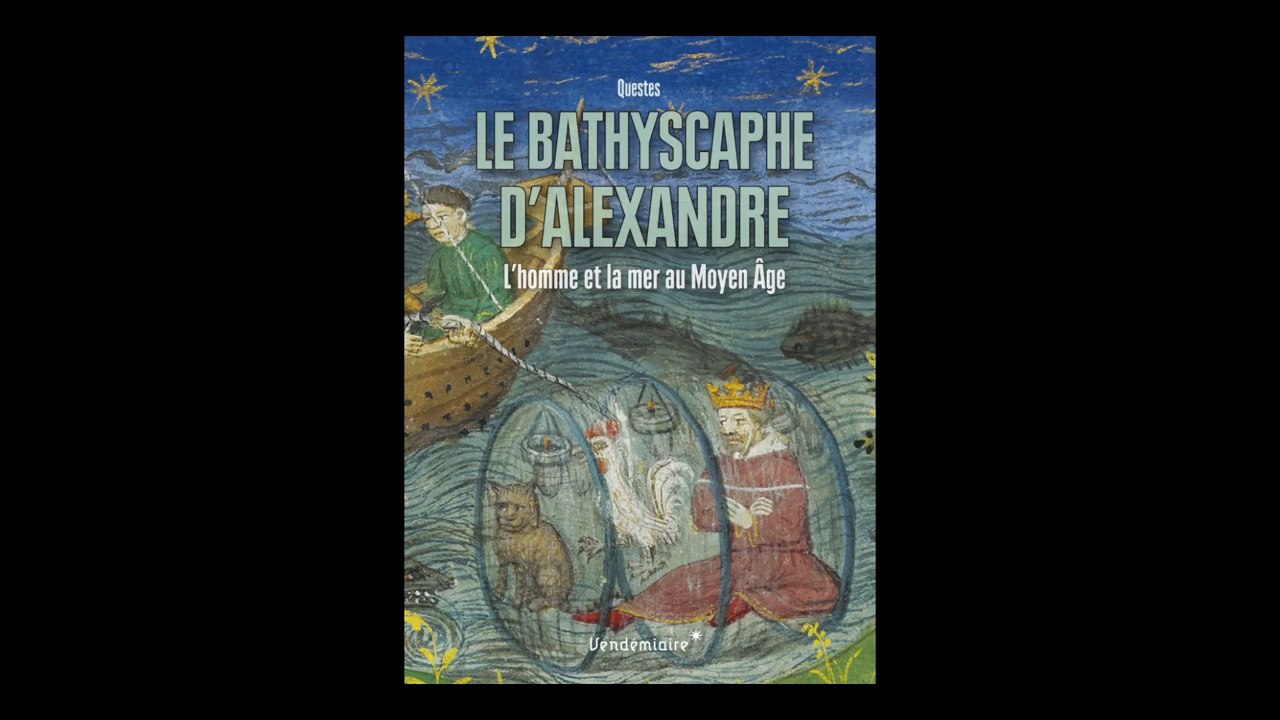 Questes
LE BATHYSCAPHE
D'ALEXANDRE
L'homme et la mer au Moyen Âge
Vendémiaire